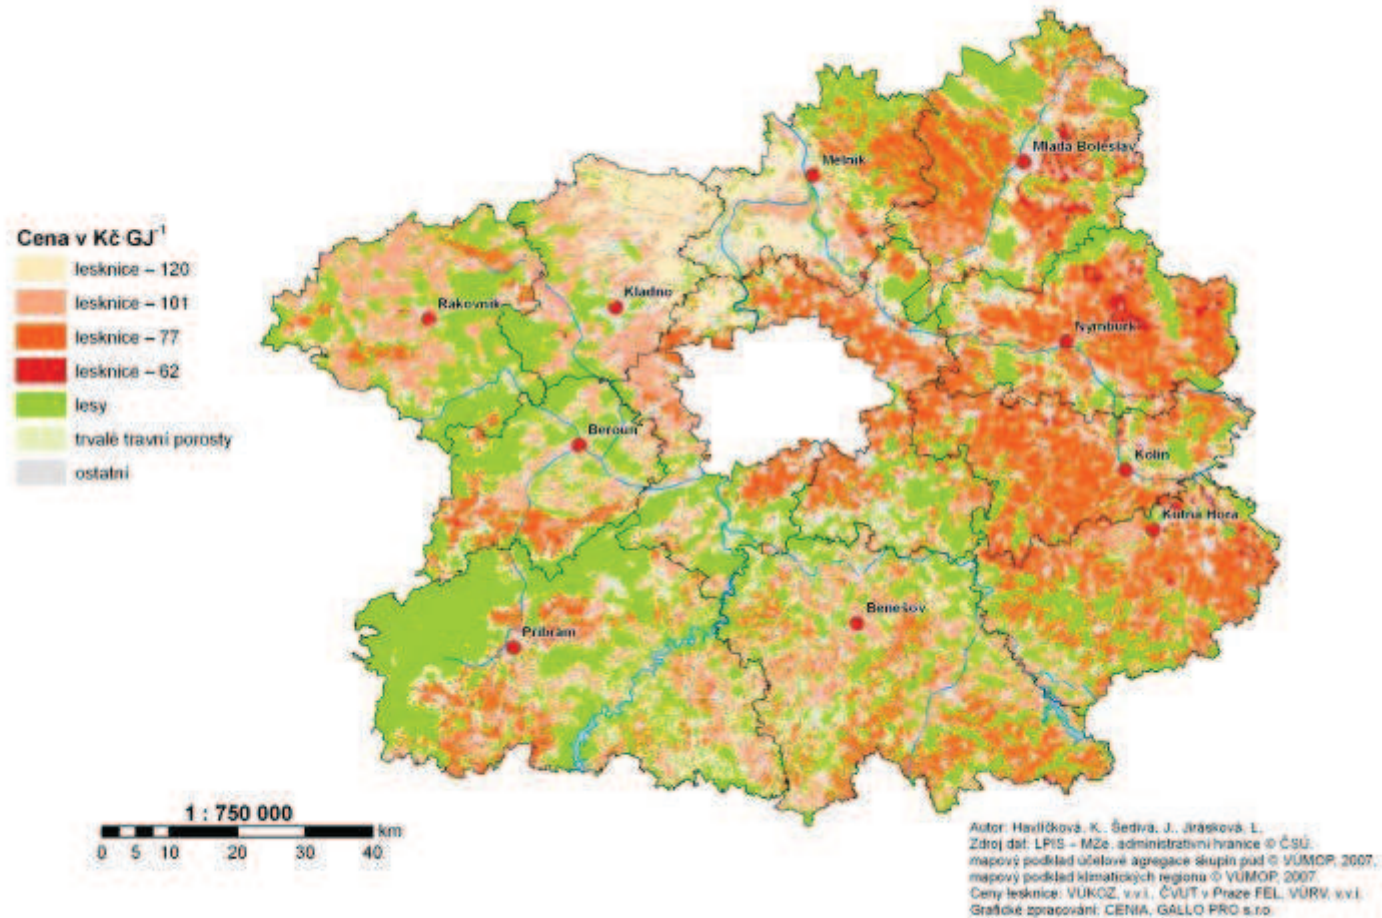 Cena v Kč GJ⁻¹
lesknice – 120
lesknice – 101
lesknice – 77
lesknice – 62
lesy
trvalé travní porosty
ostatní
Mladá Boleslav
Mělník
Rakovník
Kladno
Nymburk
Beroun
Kolín
Kutná Hora
Benešov
Příbram
1 : 750 000
km
0 5 10 20 30 40
Autor: Havlíčková, K., Šedivá, J., Jirásková, L.
Zdroj dat: LPIS – MZe, administrativní hranice © ČSÚ,
mapový podklad účelové agregace skupin půd © VÚMOP, 2007,
mapový podklad klimatických regionu © VÚMOP, 2007.
Ceny lesknice: VÚKOZ, v.v.i., ČVUT v Praze FEL, VÚRV, v.v.i.
Grafické zpracování: CENIA, GALLO PRO s.r.o.